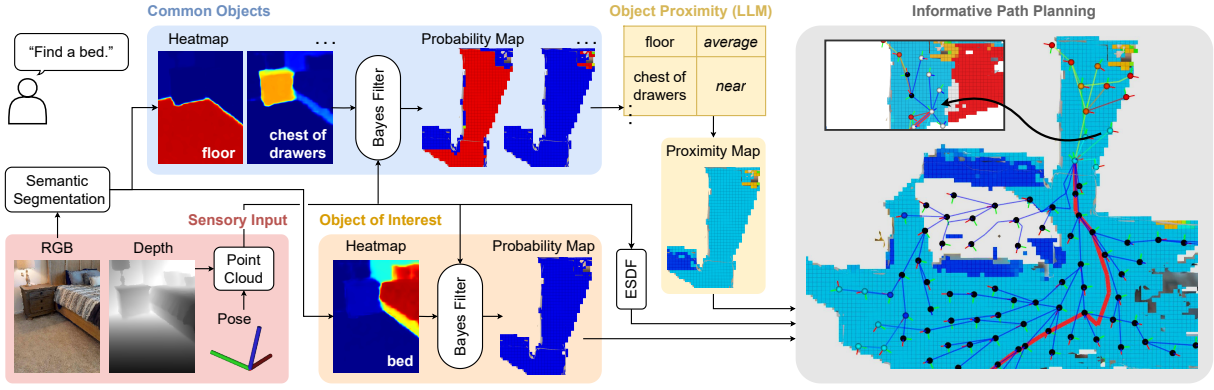 Common Objects
Object Proximity (LLM)
Informative Path Planning
“Find a bed.”
Heatmap
. . .
Probability Map
. . .
floor
chest of
drawers
Bayes Filter
floor
average
chest of
drawers
near
...
Proximity Map
Semantic
Segmentation
Sensory Input
RGB
Depth
Point
Cloud
Pose
Object of Interest
Heatmap
Probability Map
bed
Bayes Filter
ESDF